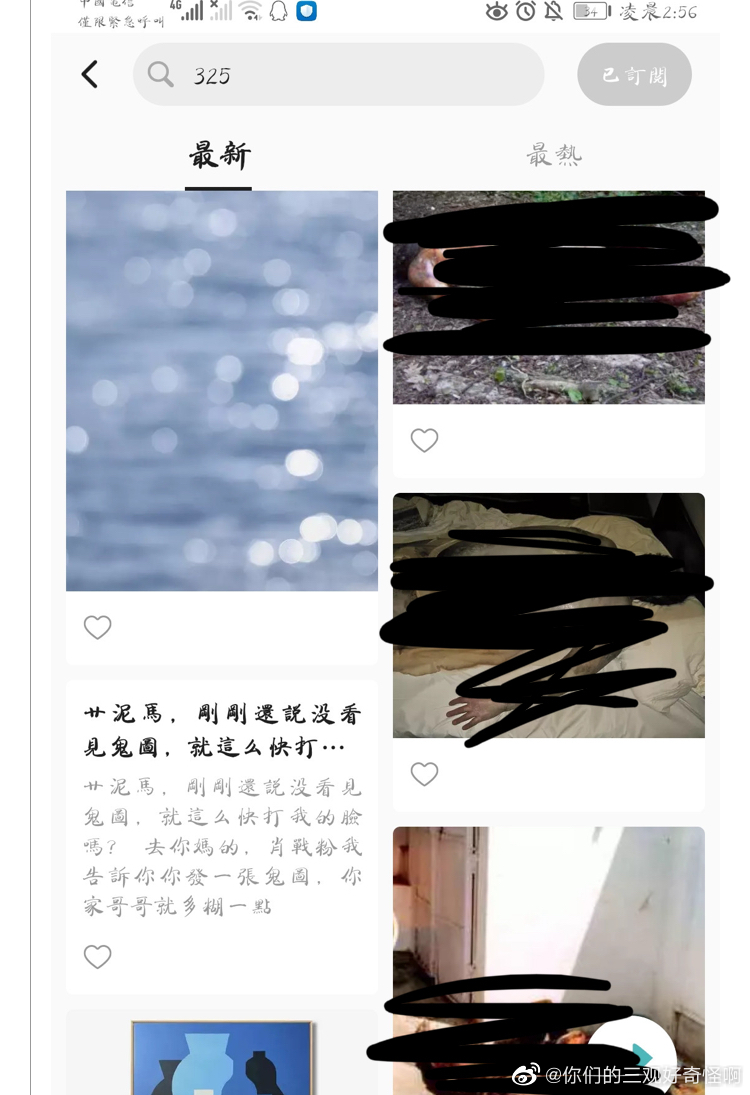 中國電信
4G
34
凌晨2:56
僅限緊急呼叫
325
已訂閱
最新
最熱
艹泥馬，剛剛還説没看
見鬼圖，就這么快打…
艹泥馬，剛剛還説没看見
鬼圖，就這么快打我的臉
嗎？ 去你媽的，肖戰粉我
告訴你你發一張鬼圖，你
家哥哥就多糊一點
@你们的三观好奇怪啊